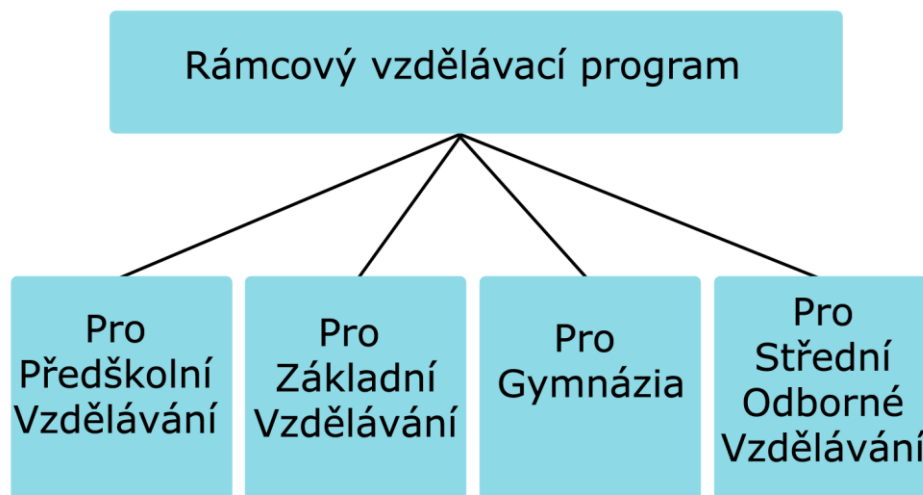 Rámcový vzdělávací program
Pro
Předškolní
Vzdělávání
Pro
Základní
Vzdělávání
Pro
Gymnázia
Pro
Střední
Odborné
Vzdělávání